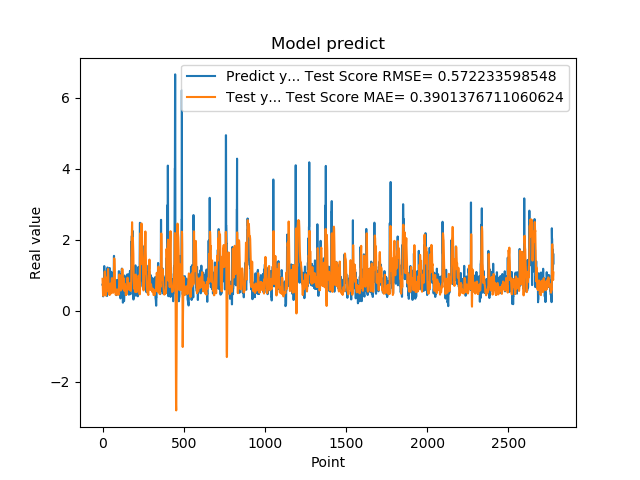 Model predict
Predict y... Test Score RMSE= 0.572233598548
Test y... Test Score MAE= 0.3901376711060624
6
4
2
0
−2
Real value
0 500 1000 1500 2000 2500
Point